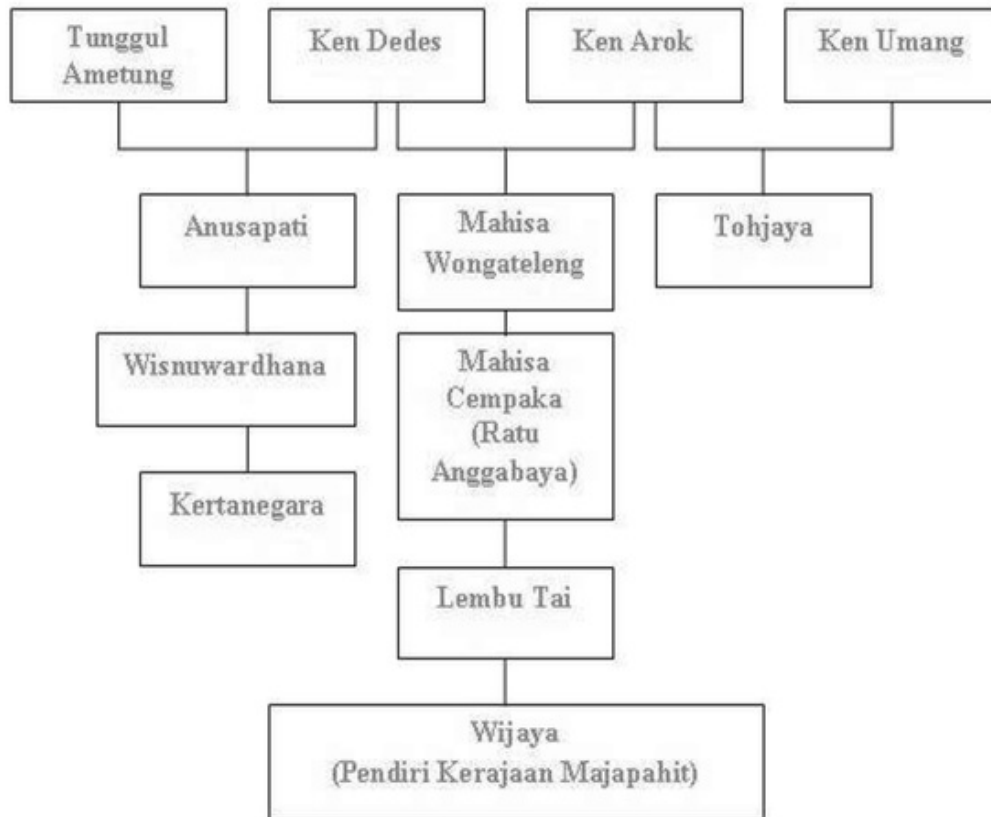 Tunggul
Ametung
Ken Dedes
Ken Arok
Ken Umang
Anusapati
Mahisa
Wongateleng
Tohjaya
Wisnuwardhana
Mahisa
Cempaka
(Ratu
Anggabaya)
Kertanegara
Lembu Tai
Wijaya
(Pendiri Kerajaan Majapahit)